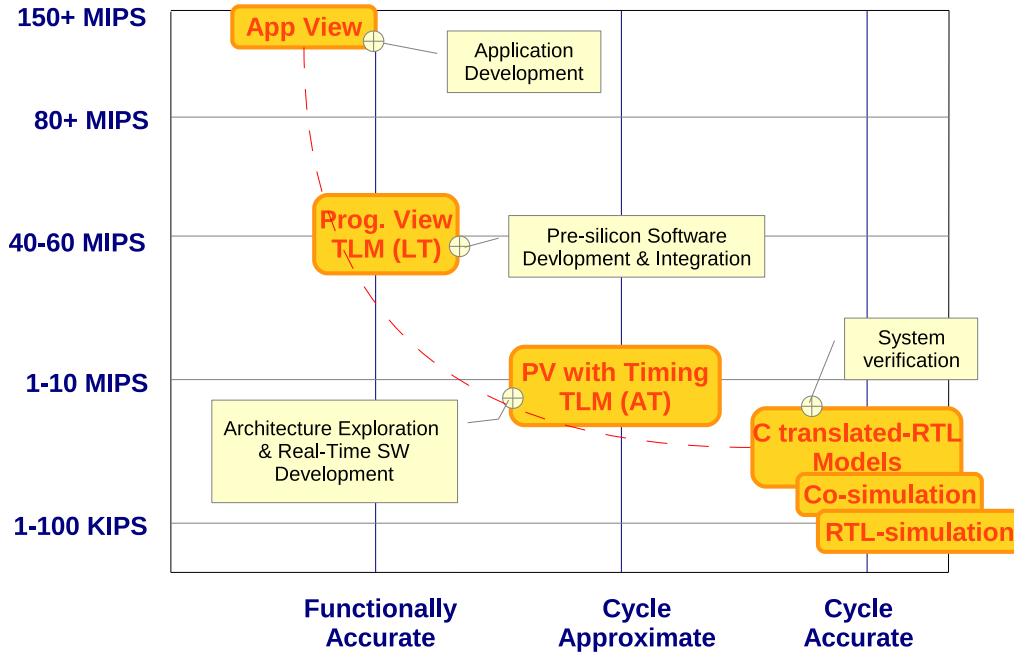 150+ MIPS
App View
Application
Development
80+ MIPS
Prog. View
TLM (LT)
40-60 MIPS
Pre-silicon Software
Devlopment & Integration
System
verification
1-10 MIPS
PV with Timing
TLM (AT)
Architecture Exploration
& Real-Time SW
Development
C translated-RTL
Models
Co-simulation
RTL-simulation
1-100 KIPS
Functionally
Accurate
Cycle
Approximate
Cycle
Accurate